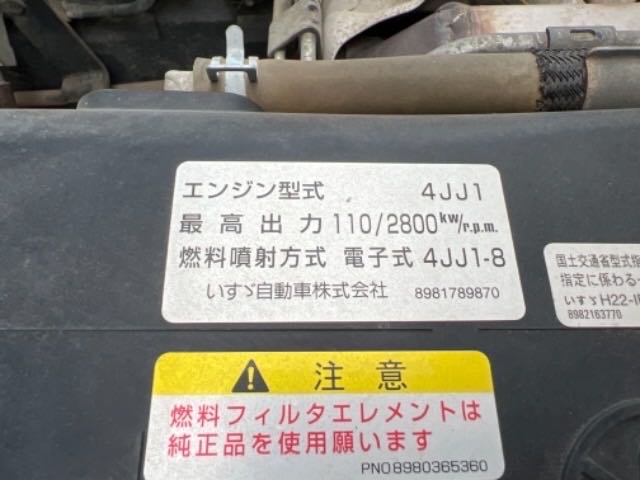 エンジン型式 4JJ1
最高出力 110/2800kw/r.p.m.
燃料噴射方式 電子式 4JJ1-8
いすゞ自動車株式会社 8981789870
国土交通省型式指
指定に係わる
いすゞH22-
8982163770
注意
燃料フィルタエレメントは
純正品を使用願います
PNO8980365360